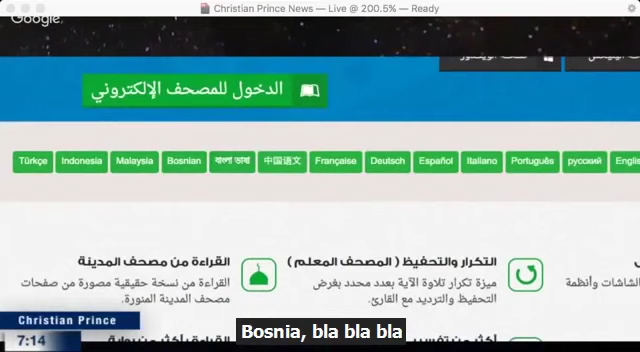 Christian Prince News — Live @ 200.5% — Ready
Google
الدخول للمصحف الإلكتروني
Türkçe
Indonesia
Malaysia
Bosnian
বাংলা ভাষা
中国语文
Française
Deutsch
Español
Italiano
Português
русский
Englis
التكرار والتحفيظ ( المصحف المعلم )
القراءة من مصحف المدينة
ميزة تكرار تلاوة الآية بعدد محدد بغرض
الشاشات وأنظمة
القراءة من نسخة حقيقية مصورة من صفحات
التحفيظ والترديد مع القارئ.
مصحف المدينة المنورة.
Christian Prince
7:14
Bosnia, bla bla bla